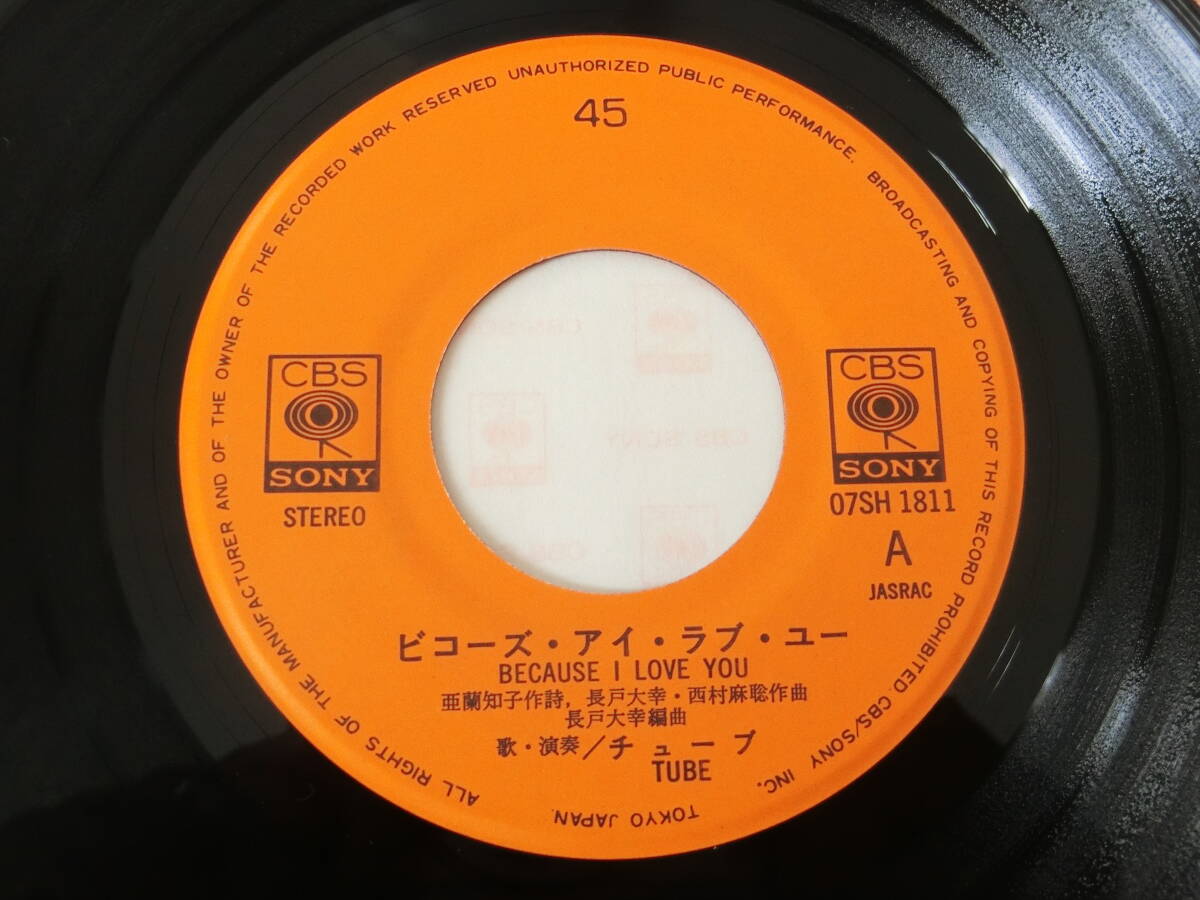 ALL RIGHTS OF THE MANUFACTURER AND OF THE OWNER OF THE RECORDED WORK RESERVED UNAUTHORIZED PUBLIC PERFORMANCE. BROADCASTING AND COPYING OF THIS RECORD PROHIBITED. CBS/SONY INC.
TOKYO JAPAN.
45
CBS
SONY
STEREO
CBS
SONY
07SH 1811
A
JASRAC
ビコーズ・アイ・ラブ・ユー
BECAUSE I LOVE YOU
亜蘭知子作詩, 長戸大幸・西村麻聡作曲
長戸大幸編曲
歌・演奏/チューブ
TUBE